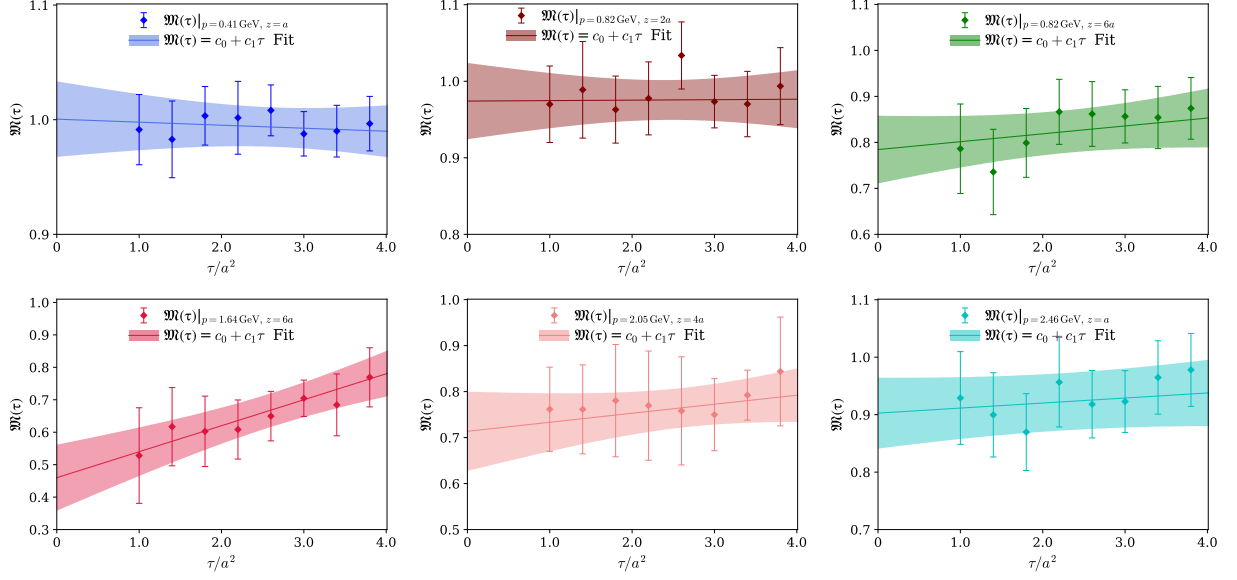 𝔐(τ)|p=0.41 GeV, z=a
𝔐(τ) = c₀ + c₁τ Fit
1.1
1.0
0.9
𝔐(τ)
0 1.0 2.0 3.0 4.0
τ/a²
𝔐(τ)|p=0.82 GeV, z=2a
𝔐(τ) = c₀ + c₁τ Fit
1.1
1.0
0.9
0.8
𝔐(τ)
0 1.0 2.0 3.0 4.0
τ/a²
𝔐(τ)|p=0.82 GeV, z=6a
𝔐(τ) = c₀ + c₁τ Fit
1.1
1.0
0.9
0.8
0.7
0.6
𝔐(τ)
0 1.0 2.0 3.0 4.0
τ/a²
𝔐(τ)|p=1.64 GeV, z=6a
𝔐(τ) = c₀ + c₁τ Fit
1.0
0.9
0.8
0.7
0.6
0.5
0.4
0.3
𝔐(τ)
0 1.0 2.0 3.0 4.0
τ/a²
𝔐(τ)|p=2.05 GeV, z=4a
𝔐(τ) = c₀ + c₁τ Fit
1.0
0.9
0.8
0.7
0.6
0.5
𝔐(τ)
0 1.0 2.0 3.0 4.0
τ/a²
𝔐(τ)|p=2.46 GeV, z=a
𝔐(τ) = c₀ + c₁τ Fit
1.1
1.0
0.9
0.8
0.7
𝔐(τ)
0 1.0 2.0 3.0 4.0
τ/a²